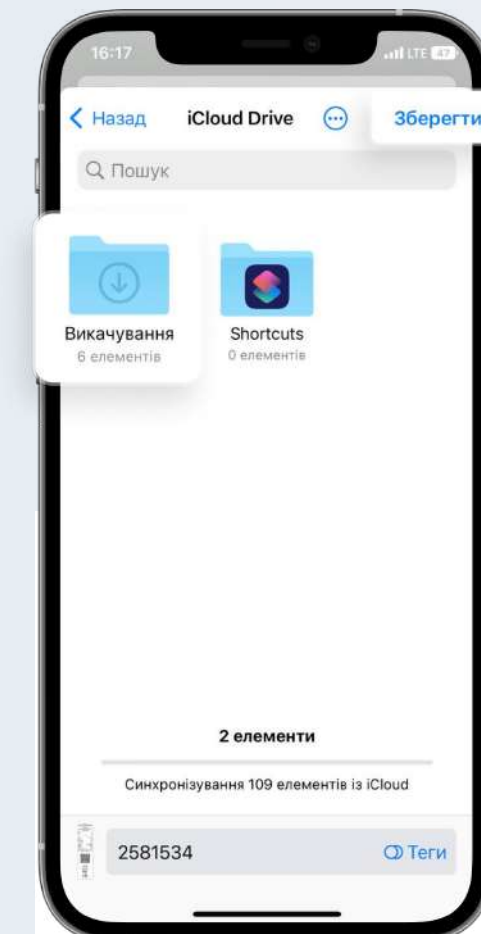 16:17
LTE 47
Назад iCloud Drive Зберегти
Пошук
Викачування Shortcuts
6 елементів 0 елементів
2 елементи
Синхронізування 109 елементів із iCloud
2581534 Теги